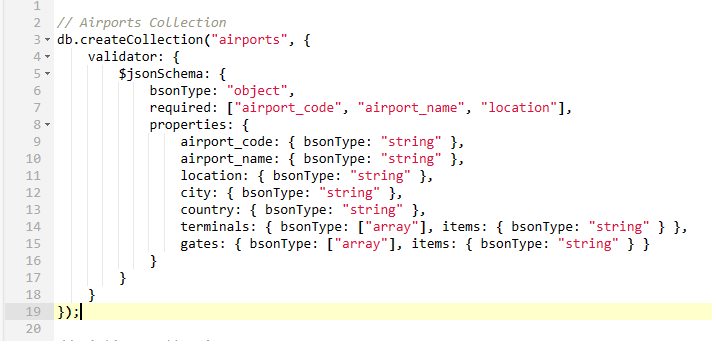 1
2 // Airports Collection
3 db.createCollection("airports", {
4     validator: {
5         $jsonSchema: {
6             bsonType: "object",
7             required: ["airport_code", "airport_name", "location"],
8             properties: {
9                 airport_code: { bsonType: "string" },
10                 airport_name: { bsonType: "string" },
11                 location: { bsonType: "string" },
12                 city: { bsonType: "string" },
13                 country: { bsonType: "string" },
14                 terminals: { bsonType: ["array"], items: { bsonType: "string" } },
15                 gates: { bsonType: ["array"], items: { bsonType: "string" } }
16             }
17         }
18     }
19 });
20